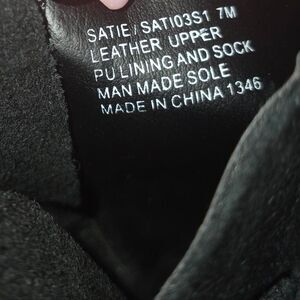 SATIE/SATI03S1 7M
LEATHER UPPER
PU LINING AND SOCK
MAN MADE SOLE
MADE IN CHINA 1346